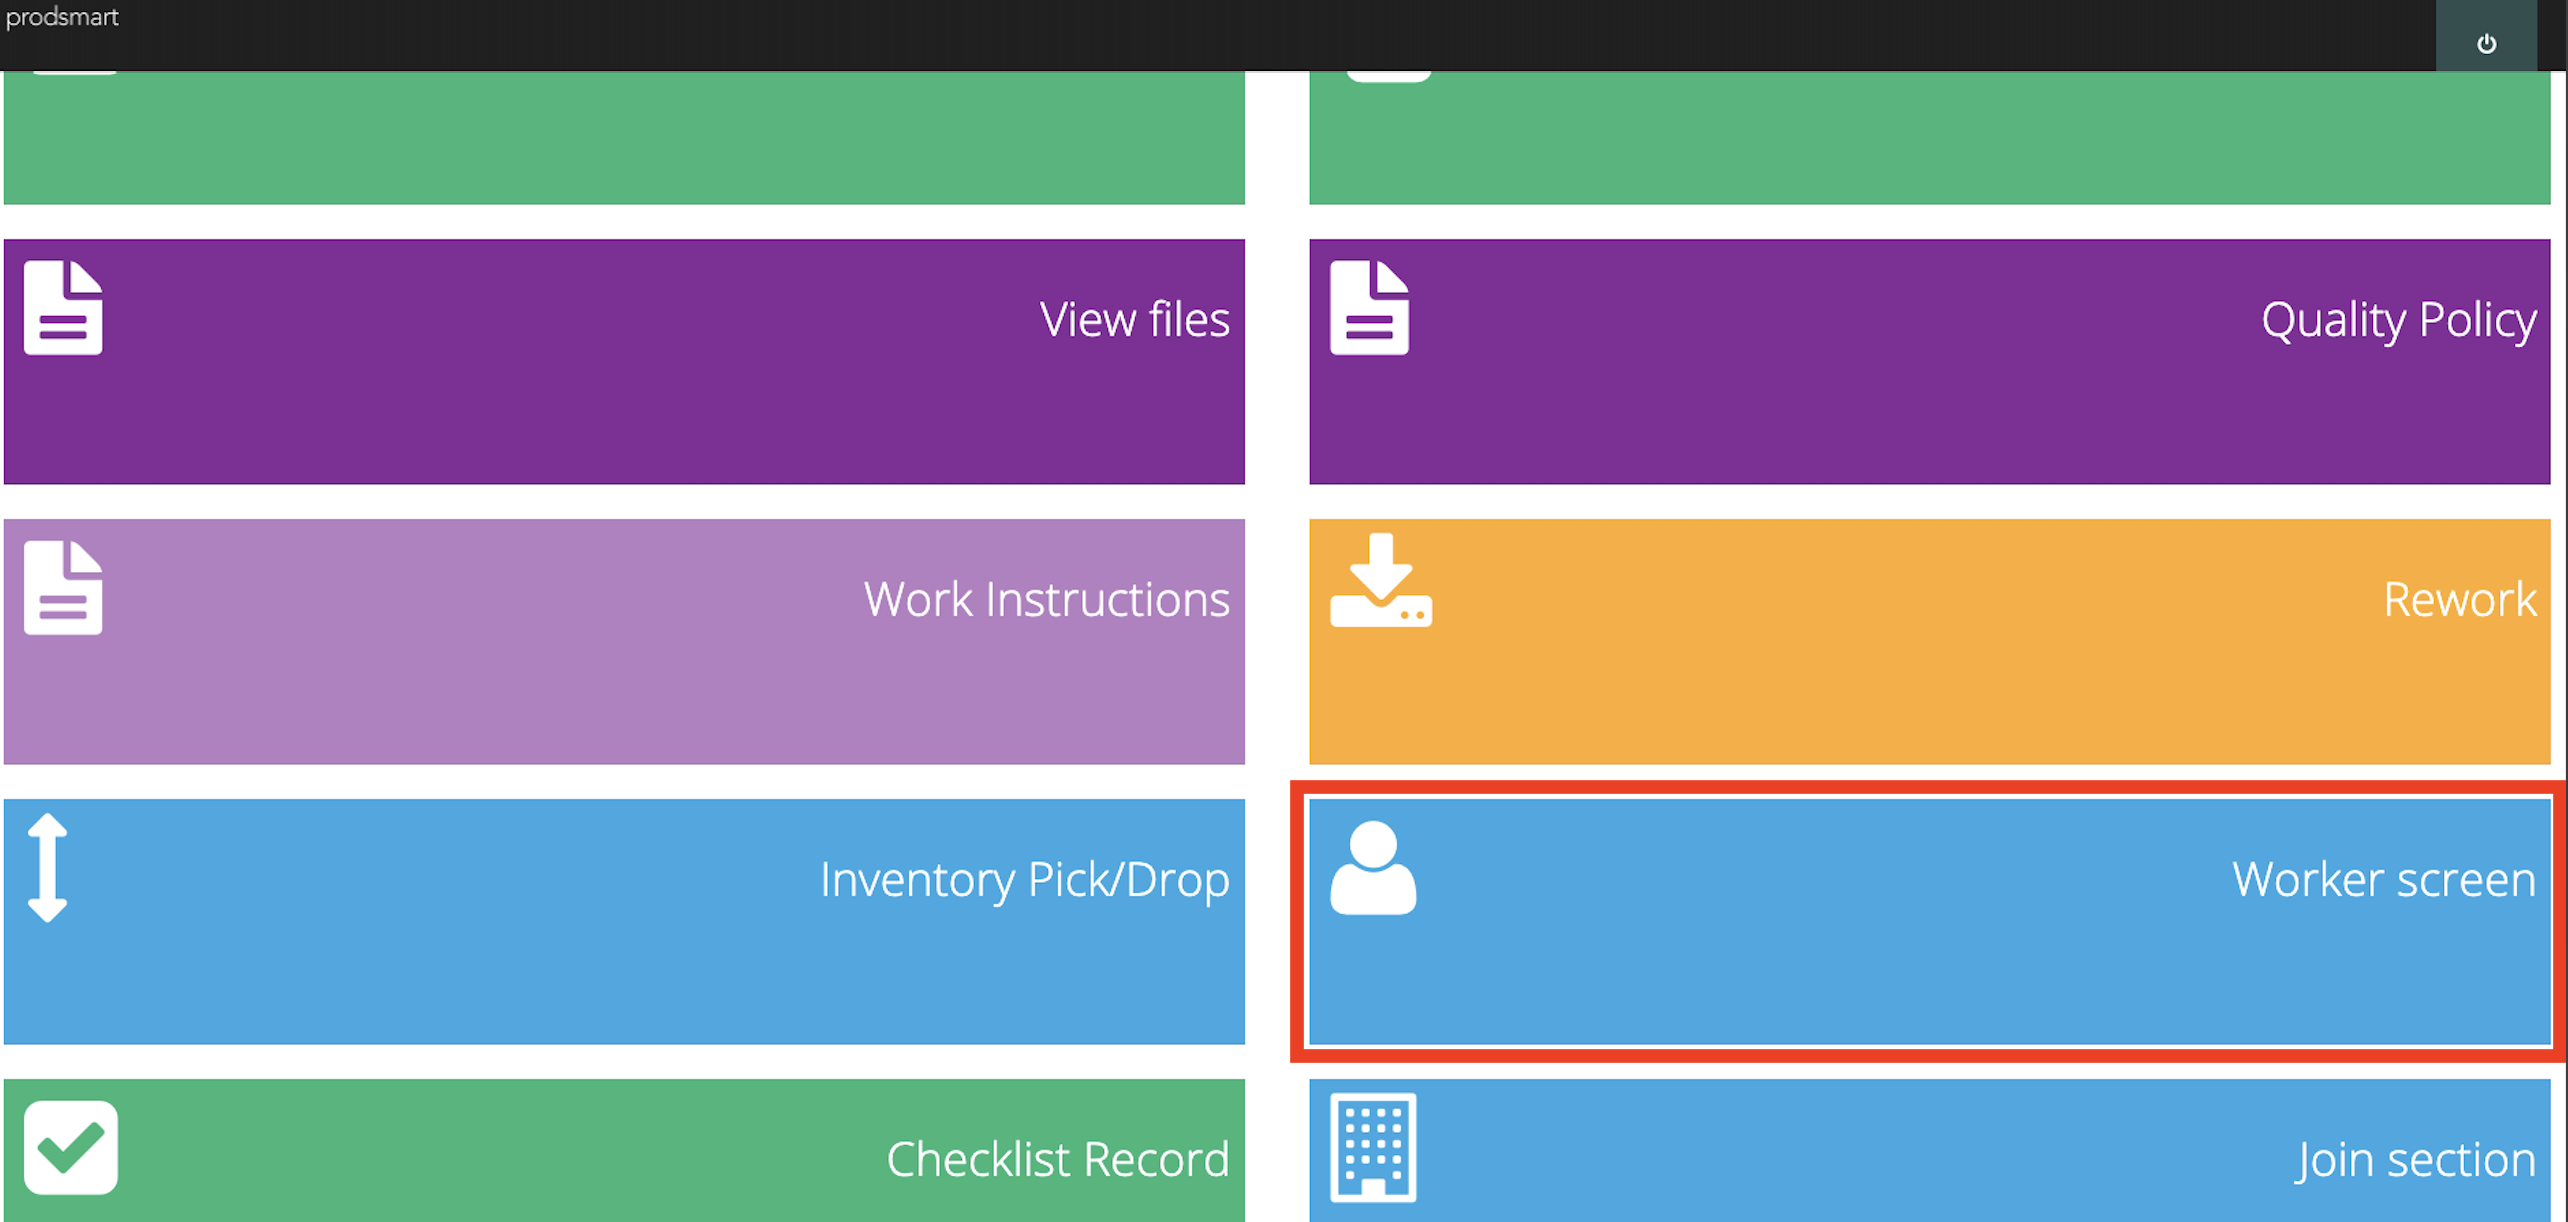 prodsmart
View files
Quality Policy
Work Instructions
Rework
Inventory Pick/Drop
Worker screen
Checklist Record
Join section